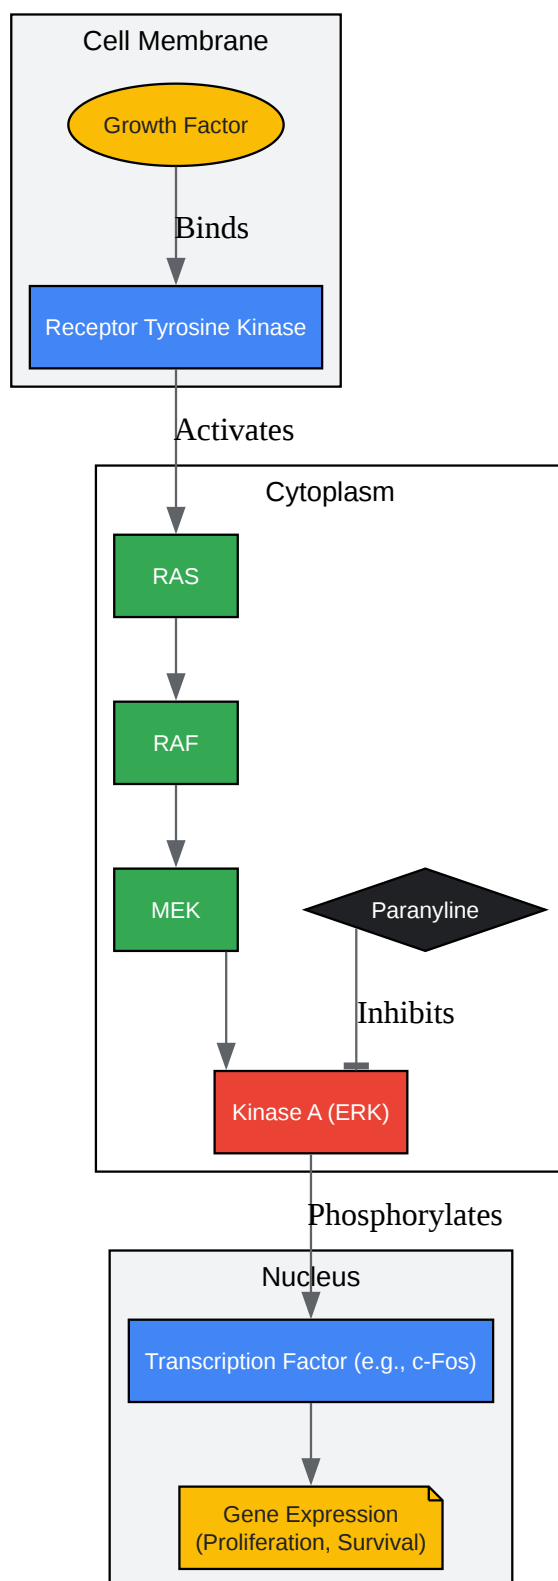 Cell Membrane
Growth Factor
Binds
Receptor Tyrosine Kinase
Activates
Cytoplasm
RAS
RAF
MEK
Paranyline
Inhibits
Kinase A (ERK)
Phosphorylates
Nucleus
Transcription Factor (e.g., c-Fos)
Gene Expression
(Proliferation, Survival)